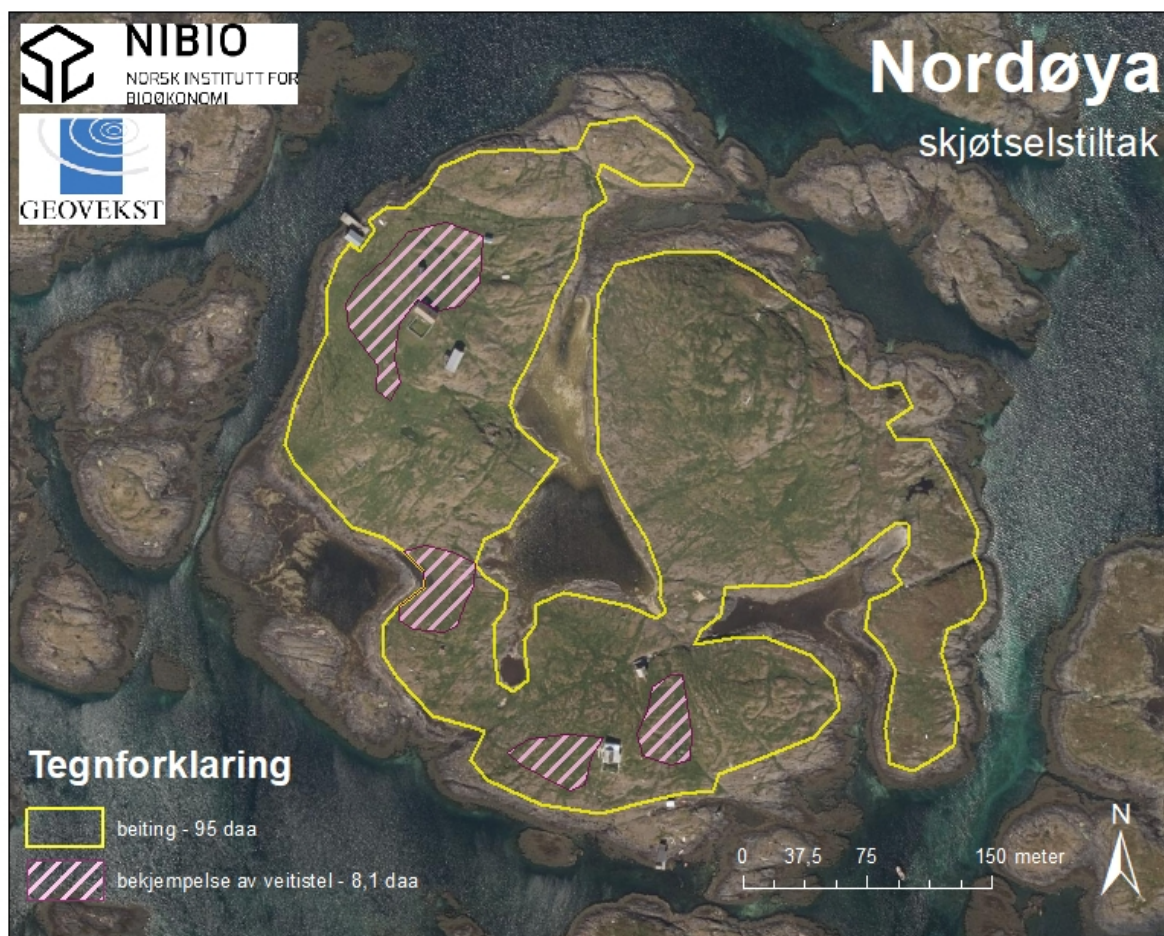 NIBIO
NORSK INSTITUTT FOR
BIOØKONOMI
GEOVEKST
Nordøya
skjøtselstiltak
Tegnforklaring
beiting - 95 daa
bekjempelse av veitistel - 8,1 daa
0 37,5 75 150 meter
N